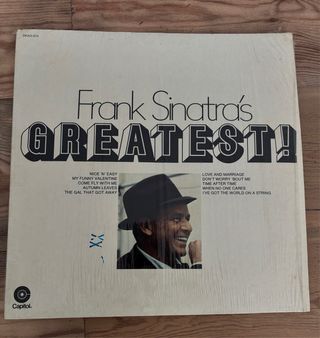 Frank Sinatra's
GREATEST!
NICE 'N' EASY
MY FUNNY VALENTINE
COME FLY WITH ME
AUTUMN LEAVES
THE GAL THAT GOT AWAY
LOVE AND MARRIAGE
DON'T WORRY 'BOUT ME
TIME AFTER TIME
WHEN NO ONE CARES
I'VE GOT THE WORLD ON A STRING
Capitol